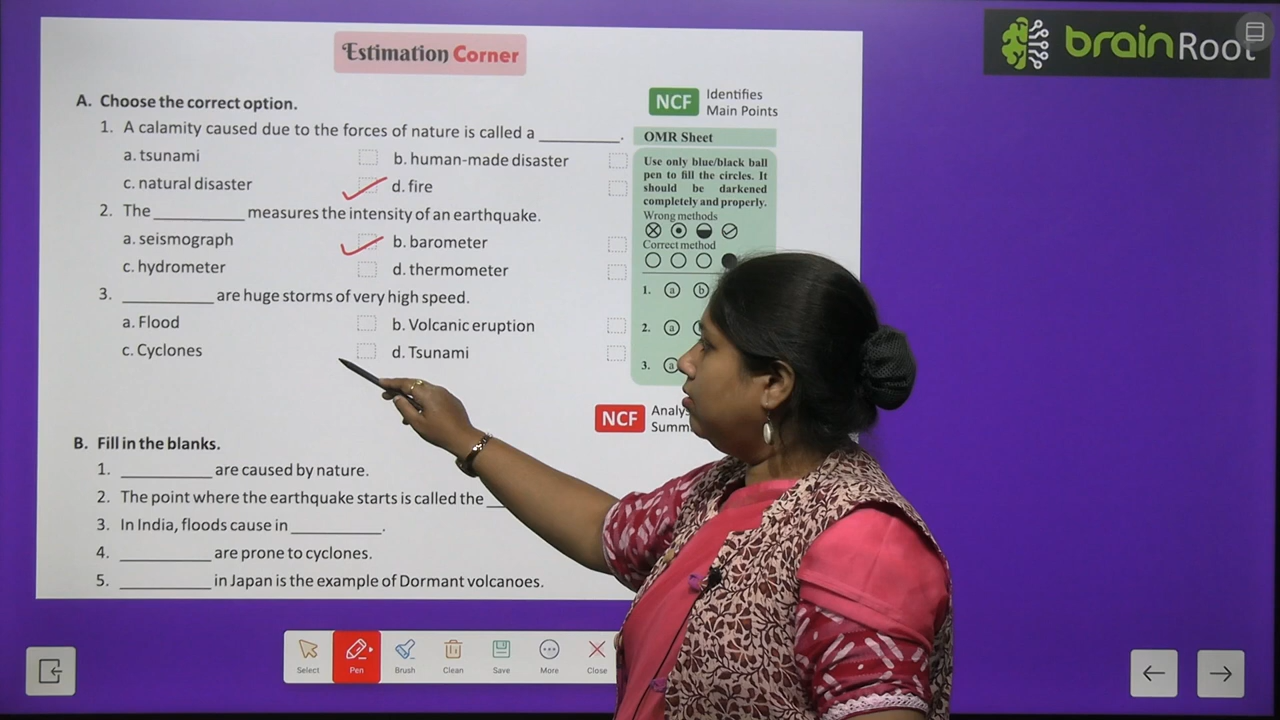 Estimation Corner
brainRoot
A. Choose the correct option.
NCF Identifies
Main Points
1. A calamity caused due to the forces of nature is called a __________.
a. tsunami b. human-made disaster
c. natural disaster d. fire
2. The __________ measures the intensity of an earthquake.
a. seismograph b. barometer
c. hydrometer d. thermometer
3. __________ are huge storms of very high speed.
a. Flood b. Volcanic eruption
c. Cyclones d. Tsunami
OMR Sheet
Use only blue/black ball
pen to fill the circles. It
should be darkened
completely and properly.
Wrong methods
Correct method
1. a b
2. a
3. a
NCF
B. Fill in the blanks.
1. __________ are caused by nature.
2. The point where the earthquake starts is called the __
3. In India, floods cause in __________.
4. __________ are prone to cyclones.
5. __________ in Japan is the example of Dormant volcanoes.
Select Pen Brush Clean Save More Close